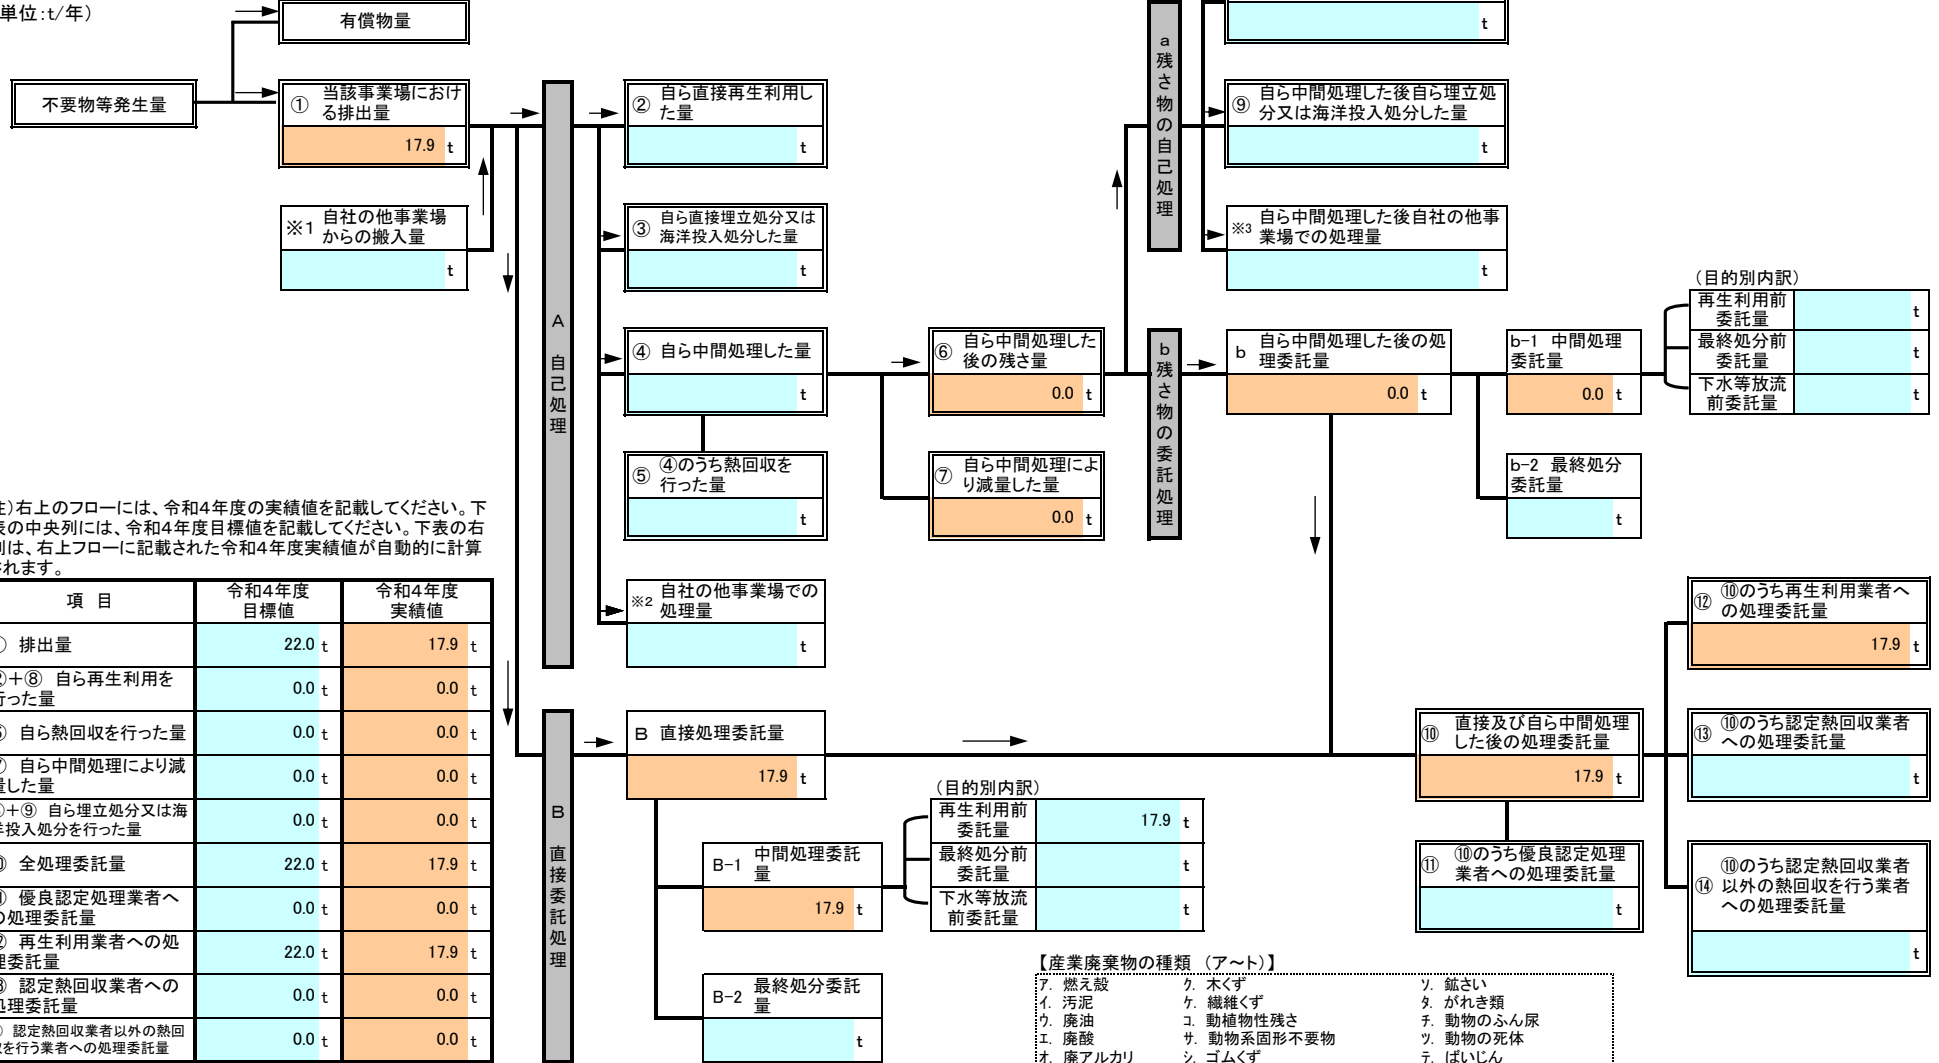 単位:t/年)
有償物量
不要物等発生量
① 当該事業場におけ
る排出量
17.9 t
※1 自社の他事業場
からの搬入量
t
A 自己処理
② 自ら直接再生利用し
た量
t
③ 自ら直接埋立処分又は
海洋投入処分した量
t
④ 自ら中間処理した量
t
⑤ ④のうち熱回収を
行った量
t
※2 自社の他事業場での
処理量
t
⑥ 自ら中間処理した
後の残さ量
0.0 t
⑦ 自ら中間処理によ
り減量した量
0.0 t
a 残さ物の自己処理
t
⑨ 自ら中間処理した後自ら埋立処
分又は海洋投入処分した量
t
※3 自ら中間処理した後自社の他事
業場での処理量
t
b 残さ物の委託処理
b 自ら中間処理した後の処
理委託量
0.0 t
b-1 中間処理
委託量
0.0 t
b-2 最終処分
委託量
t
(目的別内訳)
再生利用前
委託量
t
最終処分前
委託量
t
下水等放流
前委託量
t
注)右上のフローには、令和4年度の実績値を記載してください。下
表の中央列には、令和4年度目標値を記載してください。下表の右
列は、右上フローに記載された令和4年度実績値が自動的に計算
されます。
項 目 令和4年度
目標値 令和4年度
実績値
排出量 22.0 t 17.9 t
②+⑧ 自ら再生利用を
行った量 0.0 t 0.0 t
自ら熱回収を行った量 0.0 t 0.0 t
⑦ 自ら中間処理により減
量した量 0.0 t 0.0 t
+⑨ 自ら埋立処分又は海
洋投入処分を行った量 0.0 t 0.0 t
全処理委託量 22.0 t 17.9 t
優良認定処理業者へ
の処理委託量 0.0 t 0.0 t
再生利用業者への処
理委託量 22.0 t 17.9 t
認定熱回収業者への
処理委託量 0.0 t 0.0 t
認定熱回収業者以外の熱回
収を行う業者への処理委託量 0.0 t 0.0 t
B 直接委託処理
B 直接処理委託量
17.9 t
B-1 中間処理委託
量
17.9 t
B-2 最終処分委託
量
t
(目的別内訳)
再生利用前
委託量
17.9 t
最終処分前
委託量
t
下水等放流
前委託量
t
⑩ 直接及び自ら中間処理
した後の処理委託量
17.9 t
⑪ ⑩のうち優良認定処理
業者への処理委託量
t
⑫ ⑩のうち再生利用業者へ
の処理委託量
17.9 t
⑬ ⑩のうち認定熱回収業者
への処理委託量
t
⑭ ⑩のうち認定熱回収業者
以外の熱回収を行う業者
への処理委託量
t
【産業廃棄物の種類 (ア~ト)】
ア. 燃え殻 ク. 木くず ソ. 鉱さい
イ. 汚泥 ケ. 繊維くず タ. がれき類
ウ. 廃油 コ. 動植物性残さ チ. 動物のふん尿
エ. 廃酸 サ. 動物系固形不要物 ツ. 動物の死体
オ. 廃アルカリ シ. ゴムくず テ. ばいじん